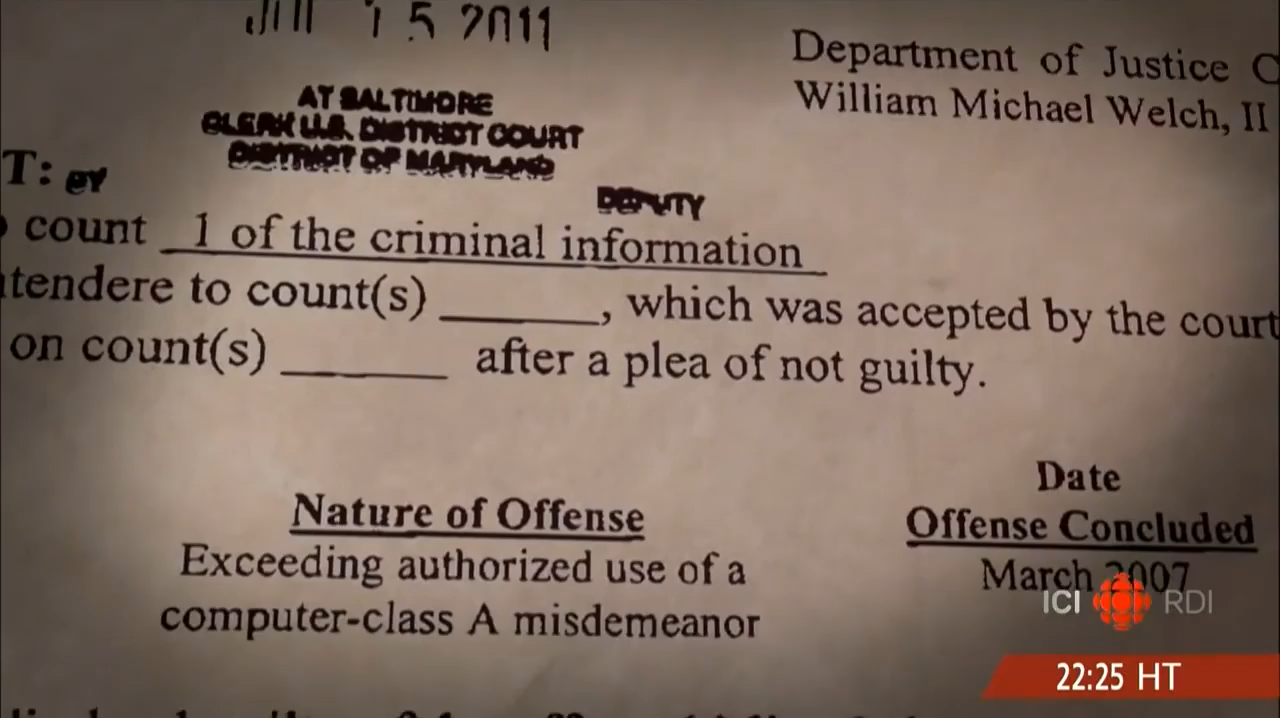 15 2011
Department of Justice
William Michael Welch, II
AT BALTIMORE
CLERK U.S. DISTRICT COURT
DISTRICT OF MARYLAND
T: BY
DEPUTY
count 1 of the criminal information
tendere to count(s) ______, which was accepted by the court
on count(s) ______ after a plea of not guilty.
Nature of Offense
Date
Offense Concluded
Exceeding authorized use of a
computer-class A misdemeanor
March 2007
ICI RDI
22:25 HT